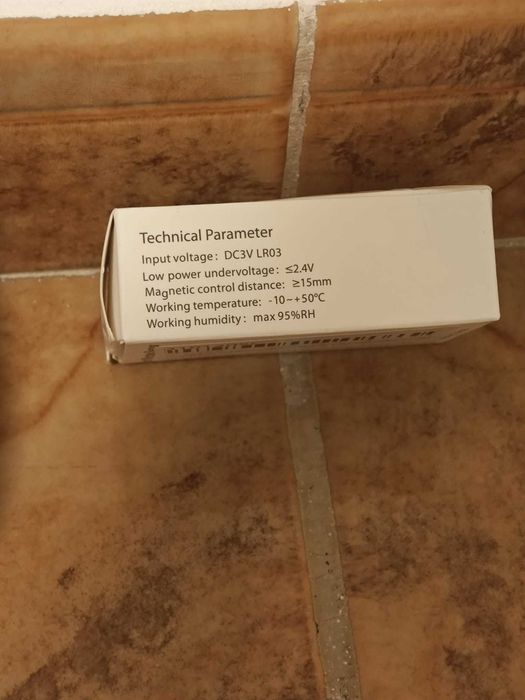 Technical Parameter
Input voltage: DC3V LR03
Low power undervoltage: ≤2.4V
Magnetic control distance: ≥15mm
Working temperature: -10~+50℃
Working humidity: max 95%RH